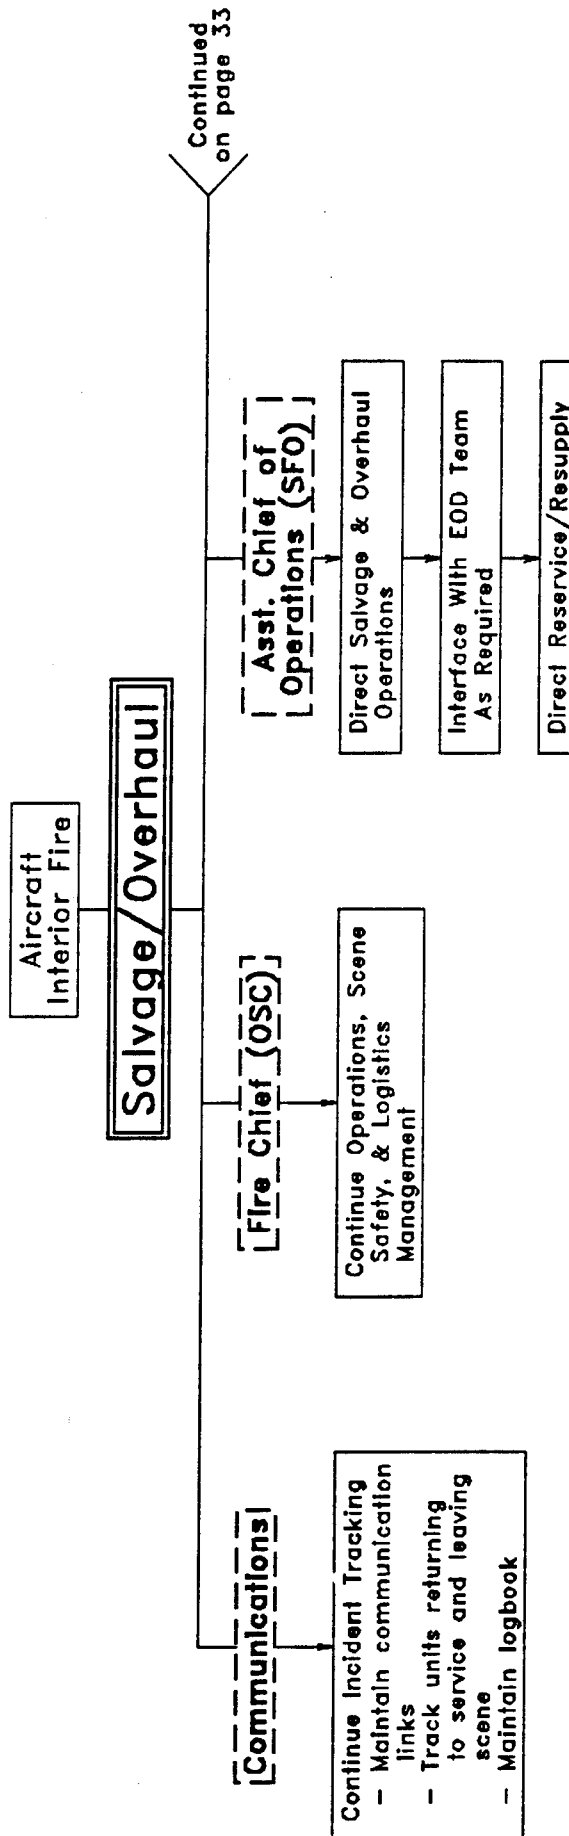 Aircraft
Interior Fire
Salvage/Overhaul
Continued
on page 33
Communications
Continue Incident Tracking
- Maintain communication
links
- Track units returning
to service and leaving
scene
- Maintain logbook
Fire Chief (OSC)
Continue Operations, Scene
Safety, & Logistics
Management
Asst. Chief of
Operations (SFO)
Direct Salvage & Overhaul
Operations
Interface With EOD Team
As Required
Direct Reservice/Resupply